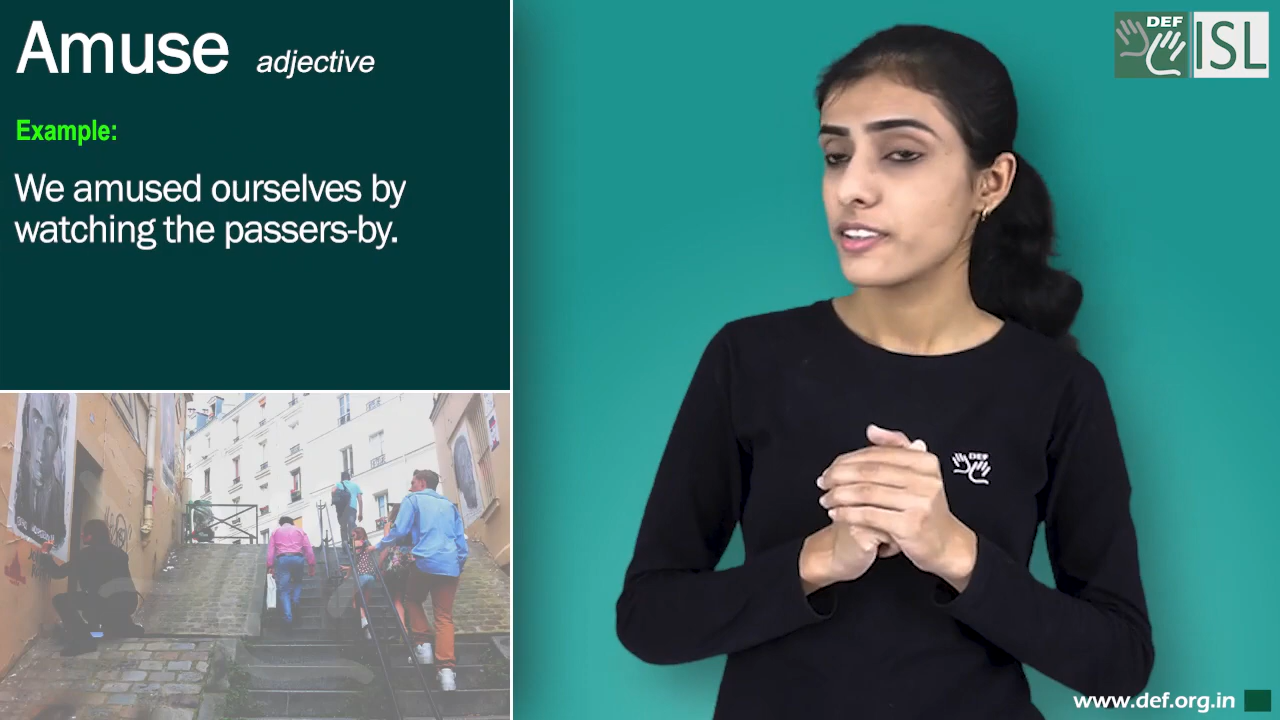 Amuse adjective
Example:
We amused ourselves by
watching the passers-by.
DEF
ISL
DEF
www.def.org.in